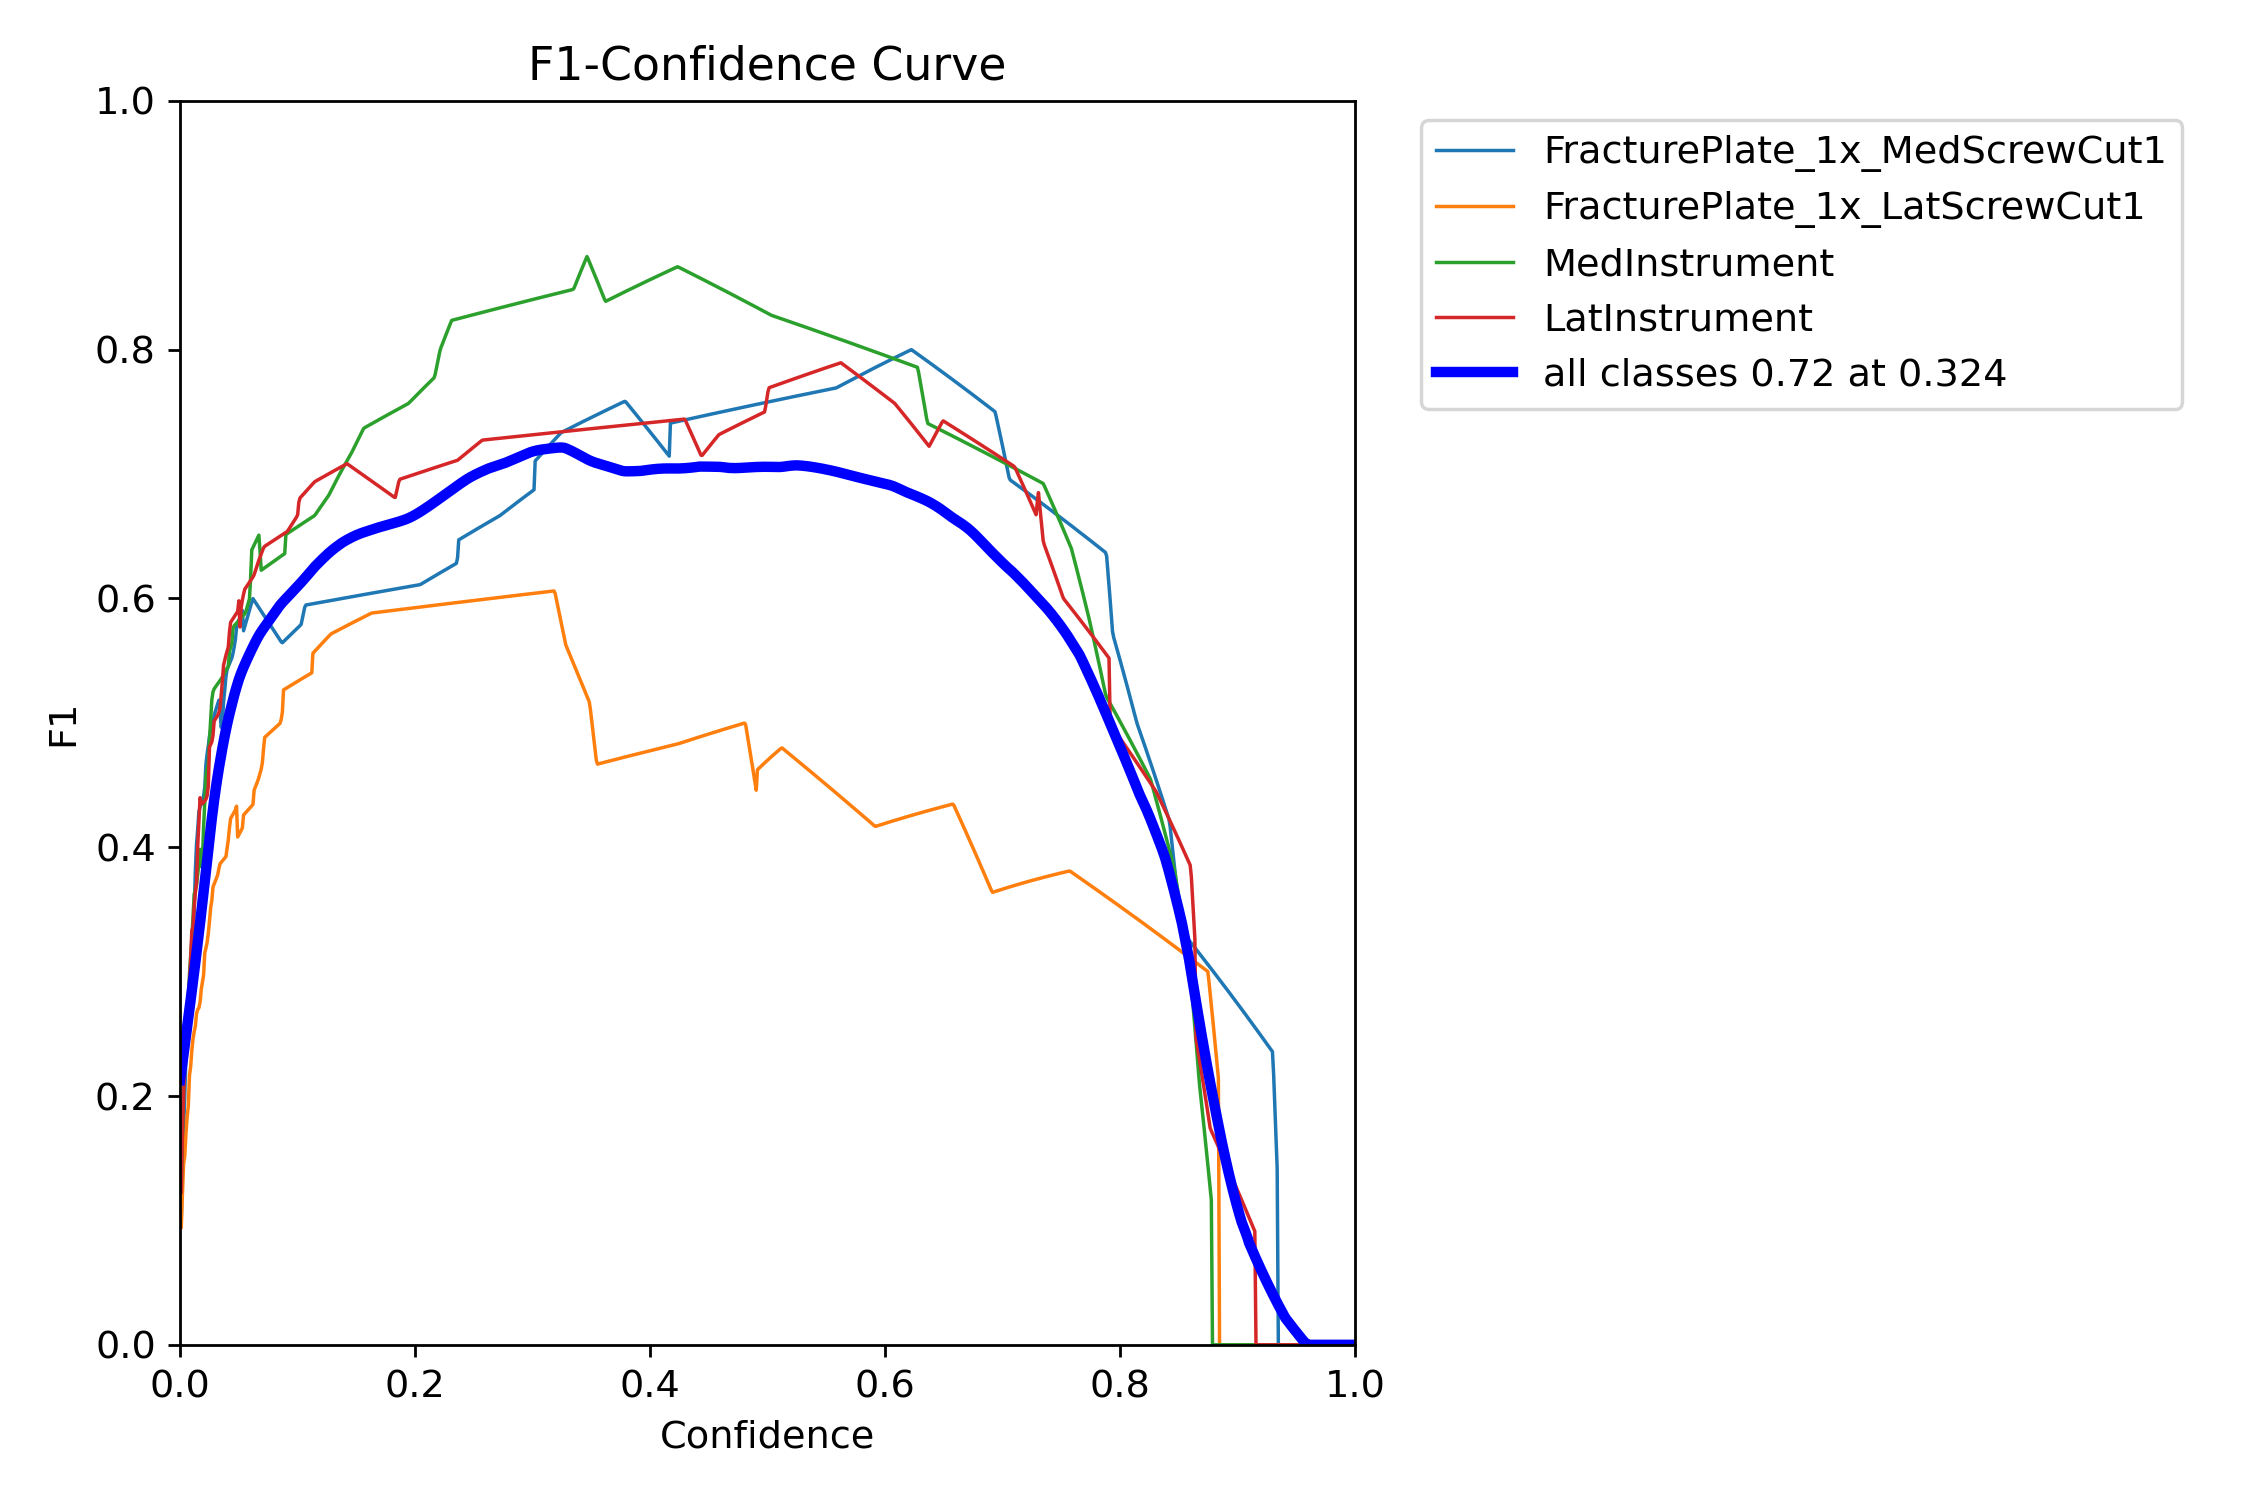 F1-Confidence Curve
1.0
0.8
0.6
0.4
0.2
0.0
F1
0.0 0.2 0.4 0.6 0.8 1.0
Confidence
FracturePlate_1x_MedScrewCut1
FracturePlate_1x_LatScrewCut1
MedInstrument
LatInstrument
all classes 0.72 at 0.324